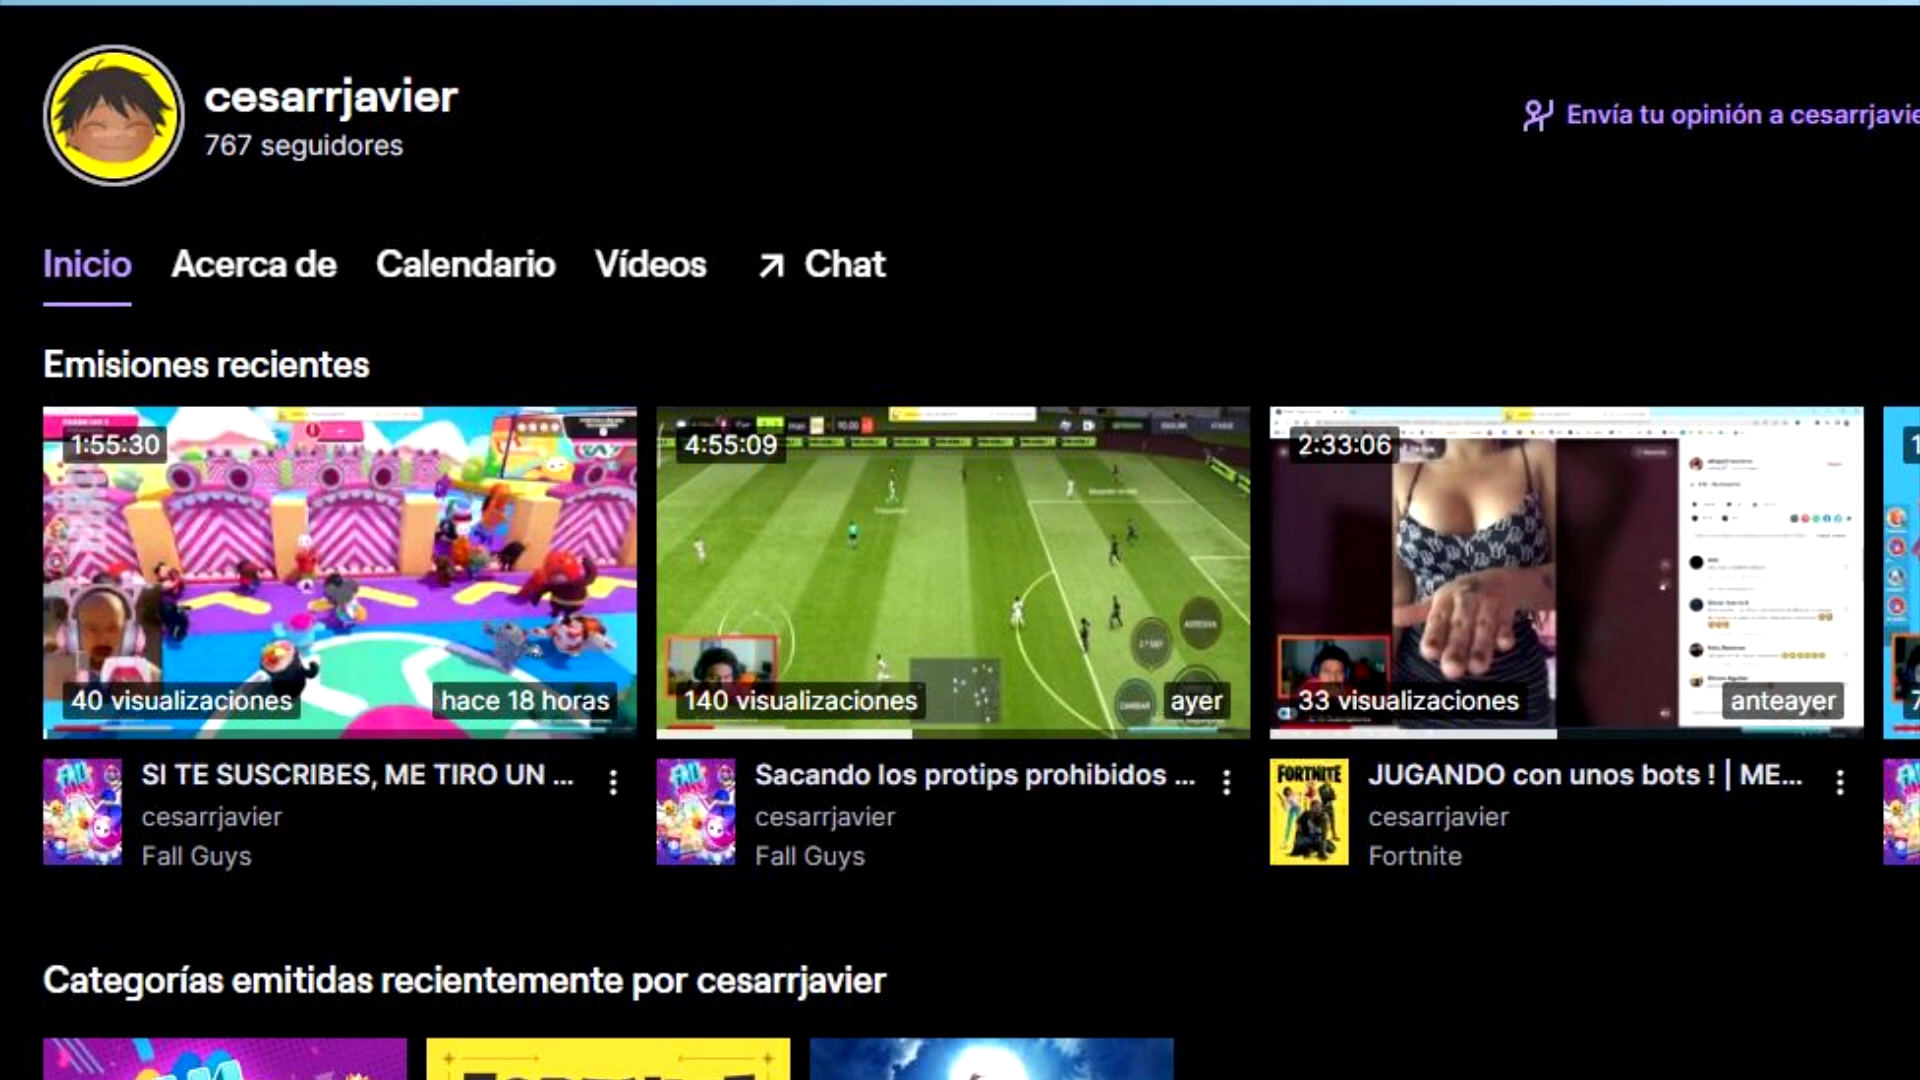 cesarrjavier
767 seguidores
Envía tu opinión a cesarrjavie
Inicio Acerca de Calendario Vídeos Chat
Emisiones recientes
1:55:30
40 visualizaciones hace 18 horas
SI TE SUSCRIBES, ME TIRO UN ...
cesarrjavier
Fall Guys
4:55:09
140 visualizaciones ayer
Sacando los protips prohibidos ...
cesarrjavier
Fall Guys
2:33:06
33 visualizaciones anteayer
FORTNITE
JUGANDO con unos bots ! | ME...
cesarrjavier
Fortnite
Categorías emitidas recientemente por cesarrjavier